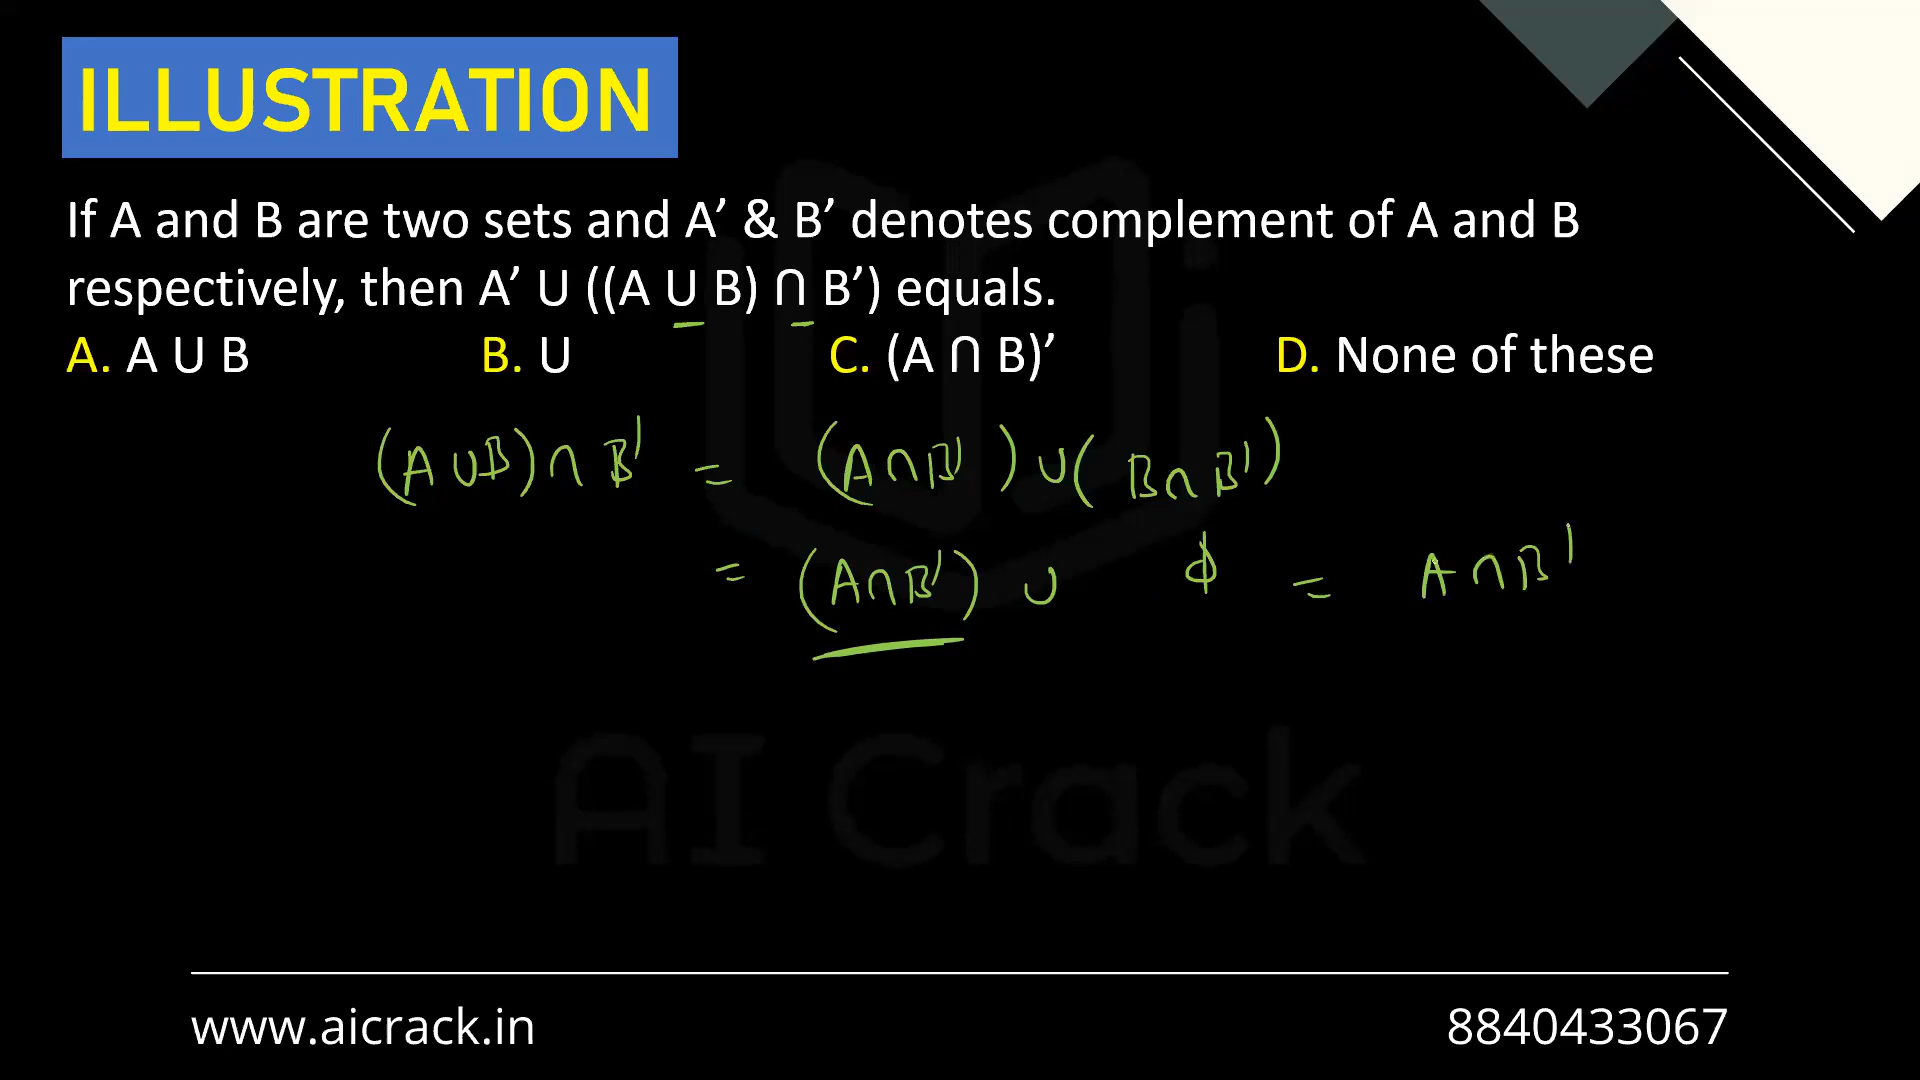 ILLUSTRATION
If A and B are two sets and A’ & B’ denotes complement of A and B
respectively, then A’ U ((A U B) ∩ B’) equals.
A. A U B B. U C. (A ∩ B)’ D. None of these
(A∪B)∩B' = (A∩B')∪(B∩B')
= (A∩B') ∪ ϕ = A∩B'
AI Crack
www.aicrack.in 8840433067